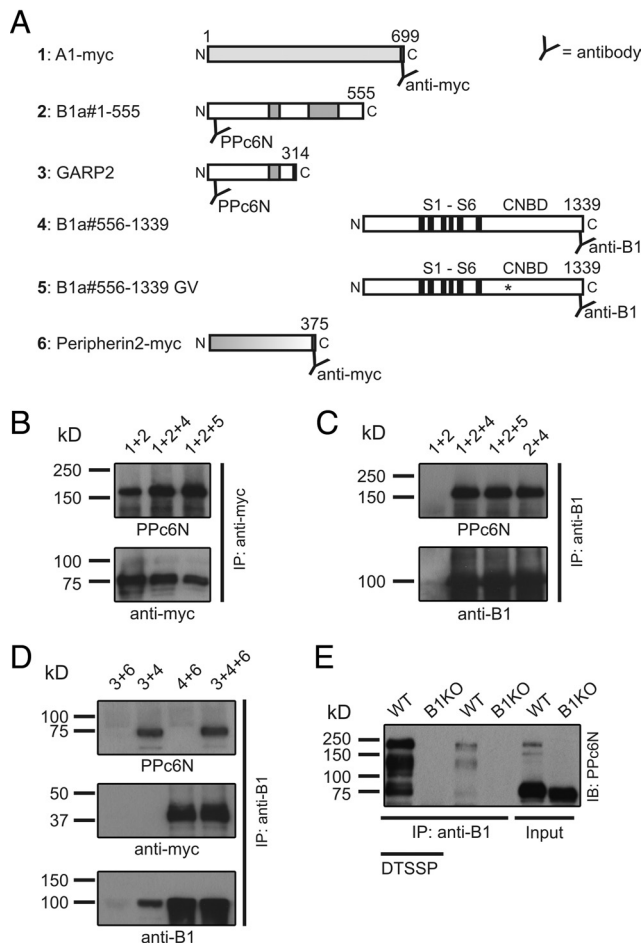 A
1 699
1: A1-myc N C = antibody
anti-myc
555
2: B1a#1-555 N C
PPc6N
314
3: GARP2 N C
PPc6N
S1 - S6 CNBD 1339
4: B1a#556-1339 N C
anti-B1
S1 - S6 CNBD 1339
5: B1a#556-1339 GV N * C
anti-B1
375
6: Peripherin2-myc N C
anti-myc
B
kD 1+2 1+2+4 1+2+5
250
150
PPc6N
100
75
anti-myc
IP: anti-myc
C
kD 1+2 1+2+4 1+2+5 2+4
250
150
PPc6N
100
anti-B1
IP: anti-B1
D
kD 3+6 3+4 4+6 3+4+6
100
75
PPc6N
50
37
anti-myc
150
100
anti-B1
IP: anti-B1
E
kD WT B1KO WT B1KO WT B1KO
250
150
100
75
IB: PPc6N
IP: anti-B1 Input
DTSSP